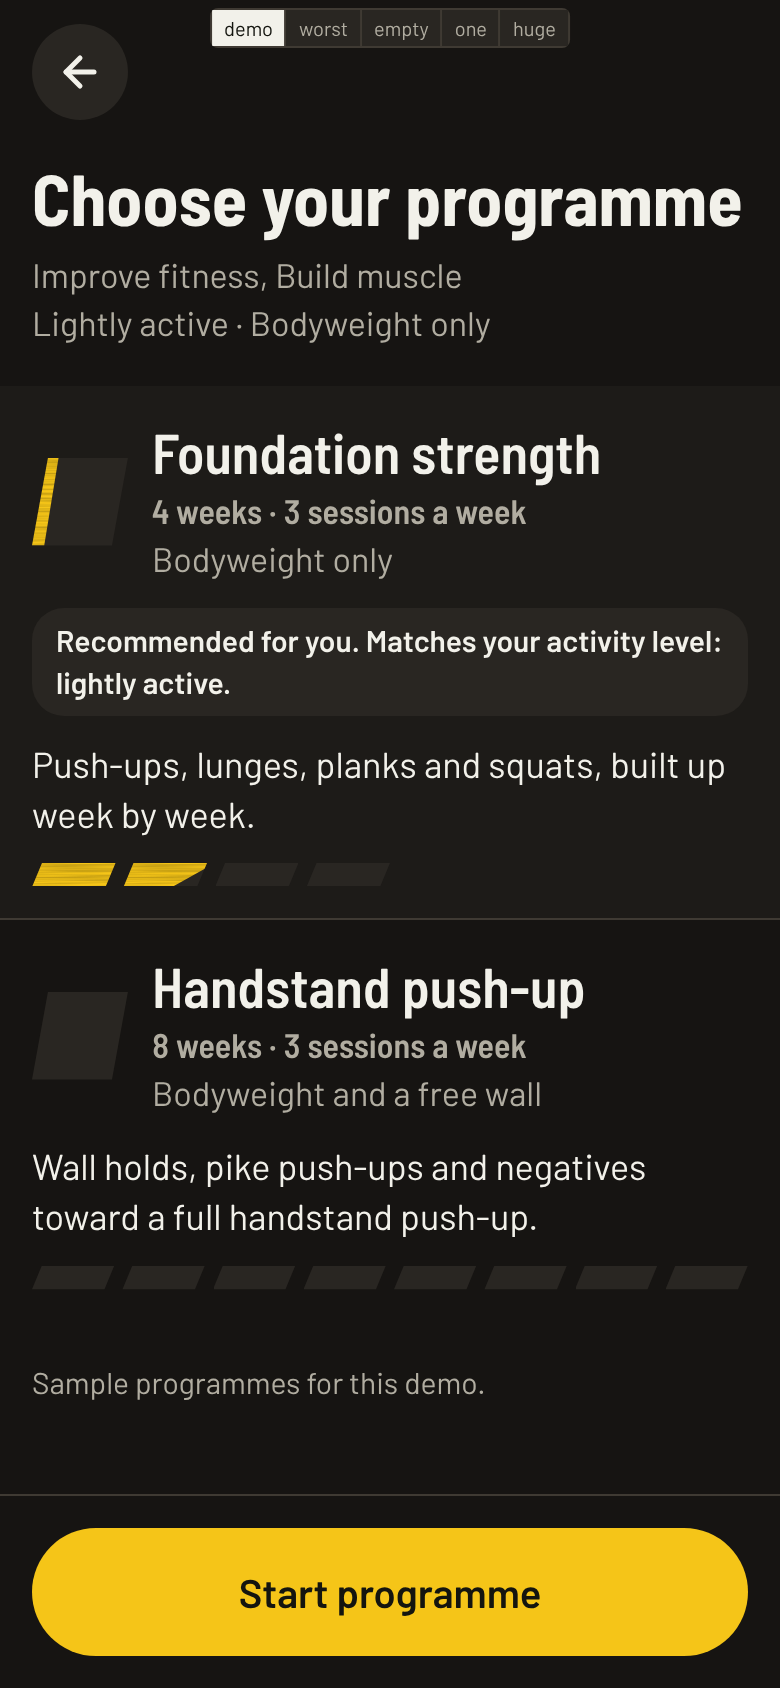 demo worst empty one huge
Choose your programme
Improve fitness, Build muscle
Lightly active · Bodyweight only
Foundation strength
4 weeks · 3 sessions a week
Bodyweight only
Recommended for you. Matches your activity level:
lightly active.
Push-ups, lunges, planks and squats, built up
week by week.
Handstand push-up
8 weeks · 3 sessions a week
Bodyweight and a free wall
Wall holds, pike push-ups and negatives
toward a full handstand push-up.
Sample programmes for this demo.
Start programme